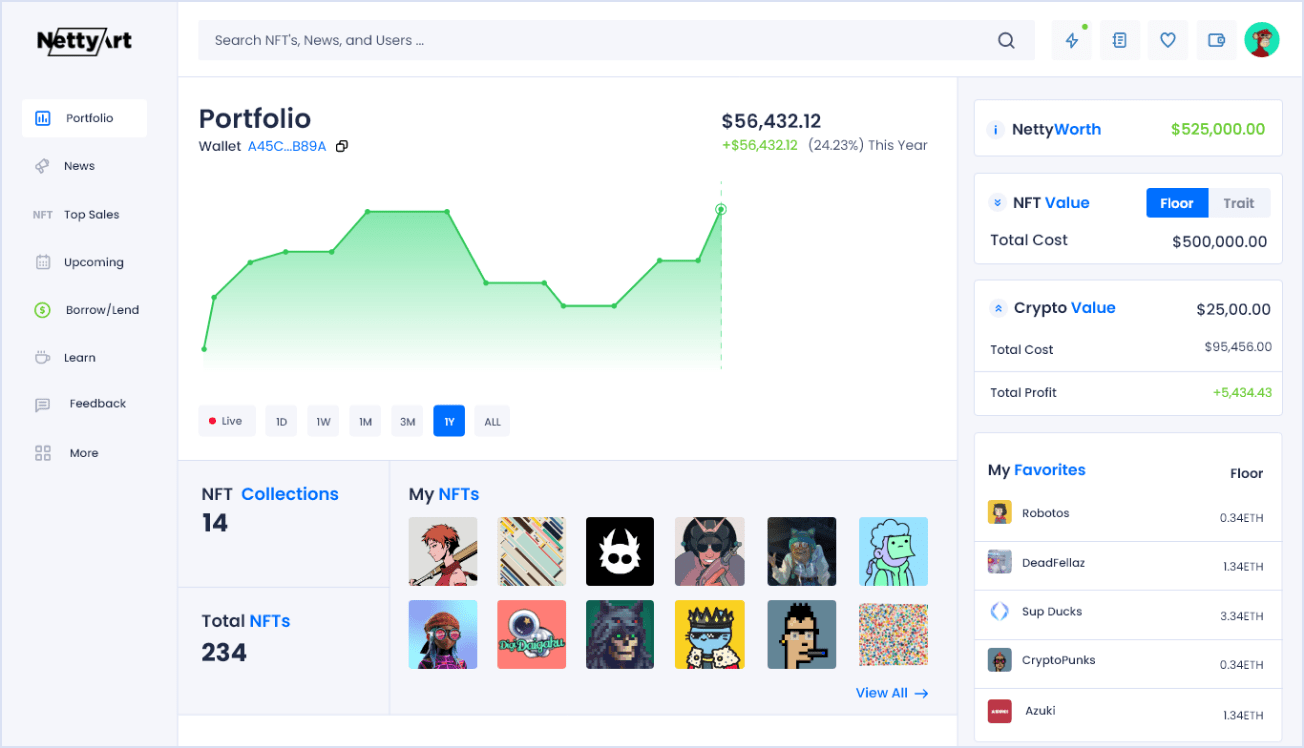 NettyArt
Search NFT's, News, and Users ...
Portfolio
News
NFT Top Sales
Upcoming
$ Borrow/Lend
Learn
Feedback
More
Portfolio
Wallet A45C...B89A
$56,432.12
+$56,432.12 (24.23%) This Year
Live 1D 1W 1M 3M 1Y ALL
NFT Collections
14
Total NFTs
234
My NFTs
DigiDaigaku
View All →
i NettyWorth $525,000.00
NFT Value Floor Trait
Total Cost $500,000.00
Crypto Value $25,00.00
Total Cost $95,456.00
Total Profit +5,434.43
My Favorites Floor
Robotos 0.34ETH
DeadFellaz 1.34ETH
Sup Ducks 3.34ETH
CryptoPunks 0.34ETH
Azuki 1.34ETH